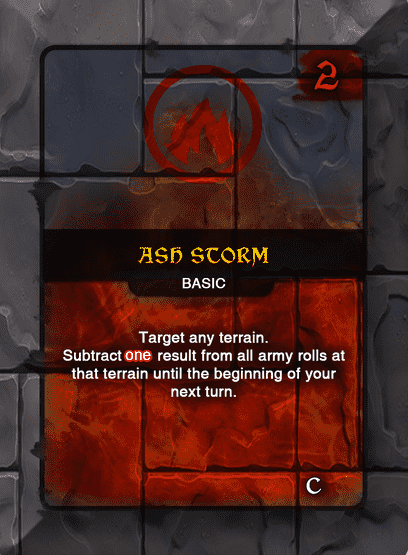 2
ASH STORM
BASIC
Target any terrain.
Subtract one result from all army rolls at
that terrain until the beginning of your
next turn.
C